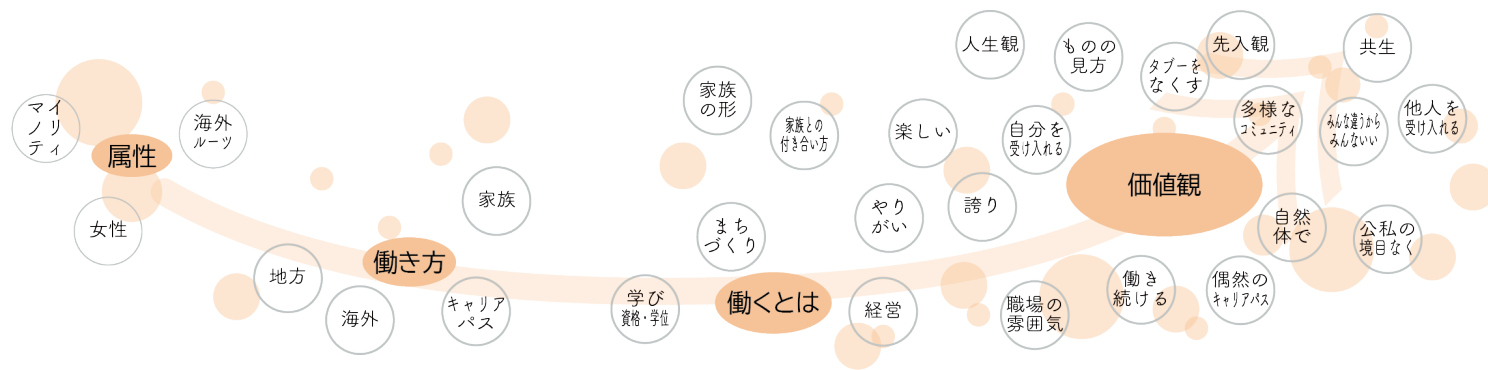 マイ
ノリ
ティ
海外
ルーツ
属性
女性
地方
海外
働き方
家族
キャリア
パス
学び
資格・学位
家族
の形
家族との
付き合い方
まち
づくり
働くとは
経営
楽しい
やり
がい
誇り
人生観
ものの
見方
自分を
受け入れる
タブーを
なくす
先入観
共生
多様な
コミュニティ
みんな違うから
みんないい
他人を
受け入れる
価値観
自然
体で
公私の
境目なく
職場の
雰囲気
働き
続ける
偶然の
キャリアパス